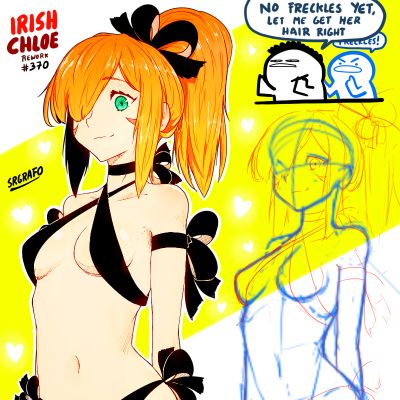 IRISH
CHLOE
REWORK
#370
NO FRECKLES YET,
LET ME GET HER
HAIR RIGHT
FRECKLES!
SRGRAFO